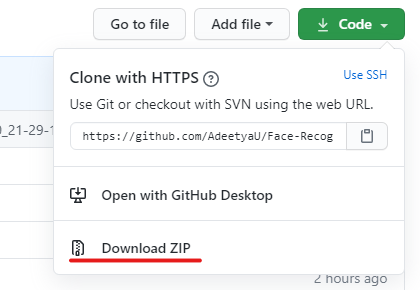 Go to file Add file Code
Clone with HTTPS ?
Use SSH
Use Git or checkout with SVN using the web URL.
_21-29-1
https://github.com/AdeetyaU/Face-Recog
Open with GitHub Desktop
Download ZIP
2 hours ago